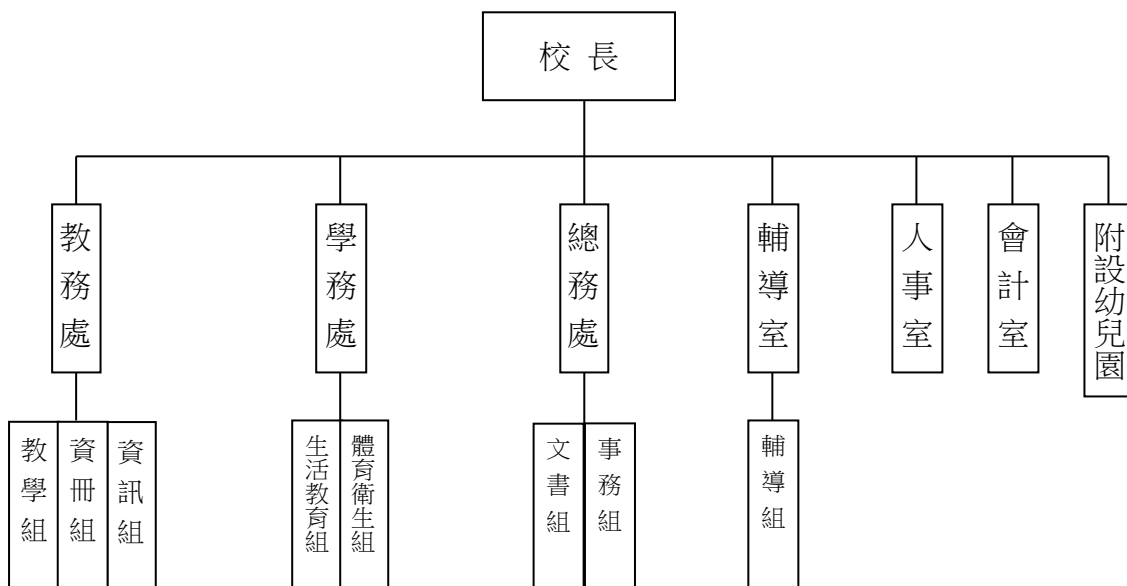 校 長
教務處
學務處
總務處
輔導室
人事室
會計室
附設幼兒園
教學組
資冊組
資訊組
生活教育組
體育衛生組
文書組
事務組
輔導組